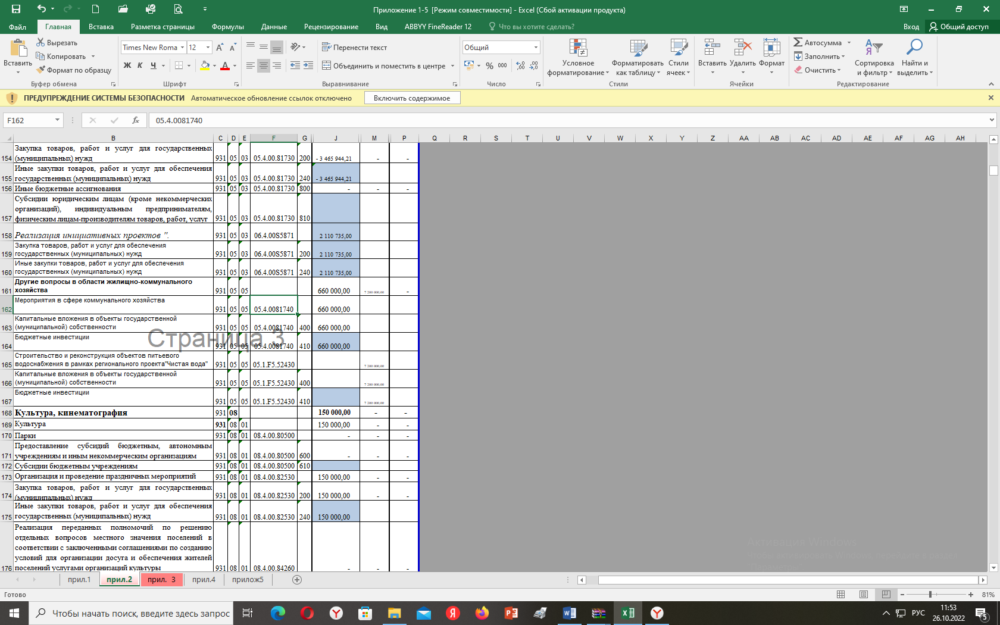 Приложение 1-5 [Режим совместимости] - Excel (Сбой активации продукта)
Файл Главная Вставка Разметка страницы Формулы Данные Рецензирование Вид ABBYY FineReader 12 Что вы хотите сделать? Вход Общий доступ
Вставить
Вырезать
Копировать
Формат по образцу
Буфер обмена
Times New Roma 12
Ж К Ч А
Шрифт
Перенести текст
Объединить и поместить в центре
Выравнивание
Общий
% 000
Число
Условное форматирование
Форматировать как таблицу
Стили ячеек
Стили
Вставить Удалить Формат
Ячейки
Автосумма
Заполнить
Очистить
Сортировка и фильтр
Найти и выделить
Редактирование
ПРЕДУПРЕЖДЕНИЕ СИСТЕМЫ БЕЗОПАСНОСТИ Автоматическое обновление ссылок отключено Включить содержимое
F162 fx 05.4.0081740
B C D E F G J M P Q R S T U V W X Y Z AA AB AC AD AE AF AG AH
Закупка товаров, работ и услуг для государственных
154 (муниципальных) нужд 931 05 03 05.4.00.81730 200 - 3 465 944,21 - -
Иные закупки товаров, работ и услуг для обеспечения
155 государственных (муниципальных) нужд 931 05 03 05.4.00.81730 240 - 3 465 944,21
156 Иные бюджетные ассигнования 931 05 03 05.4.00.81730 800 - - -
Субсидии юридическим лицам (кроме некоммерческих
организаций), индивидуальным предпринимателям,
157 физическим лицам-производителям товаров, работ, услуг 931 05 03 05.4.00.81730 810
158 Реализация инициативных проектов ". 931 05 03 06.4.00S5871 2 110 735,00
Закупка товаров, работ и услуг для обеспечения
159 государственных (муниципальных) нужд 931 05 03 06.4.00S5871 200 2 110 735,00
Иные закупки товаров, работ и услуг для обеспечения
160 государственных (муниципальных) нужд 931 05 03 06.4.00S5871 240 2 110 735,00
Другие вопросы в области жилищно-коммунального
161 хозяйства 931 05 05 660 000,00 7 200 000,00 -
Мероприятия в сфере коммунального хозяйства
162 931 05 05 05.4.0081740 660 000,00
Капитальные вложения в объекты государственной
163 (муниципальной) собственности 931 05 05 05.4.0081740 400 660 000,00
Страница 3
Бюджетные инвестиции
164 931 05 05 05.4.0081740 410 660 000,00
Строительство и реконструкция объектов питьевого
165 водоснабжения в рамках регионального проекта"Чистая вода" 931 05 05 05.1.F5.52430 7 200 000,00
Капитальные вложения в объекты государственной
166 (муниципальной) собственности 931 05 05 05.1.F5.52430 400 7 200 000,00
Бюджетные инвестиции
167 931 05 05 05.1.F5.52430 410 7 200 000,00
168 Культура, кинематография 931 08 150 000,00 - -
169 Культура 931 08 01 150 000,00 - -
170 Парки 931 08 01 08.4.00.80500 - - -
Предоставление субсидий бюджетным, автономным
171 учреждениям и иным некоммерческим организациям 931 08 01 08.4.00.80500 600 - - -
172 Субсидии бюджетным учреждениям 931 08 01 08.4.00.80500 610
173 Организация и проведение праздничных мероприятий 931 08 01 08.4.00.82530 150 000,00 - -
Закупка товаров, работ и услуг для государственных
174 (муниципальных) нужд 931 08 01 08.4.00.82530 200 150 000,00 - -
Иные закупки товаров, работ и услуг для обеспечения
175 государственных (муниципальных) нужд 931 08 01 08.4.00.82530 240 150 000,00
Реализация переданных полномочий по решению
отдельных вопросов местного значения поселений в
соответствии с заключенными соглашениями по созданию
условий для организации досуга и обеспечения жителей
176 поселений услугами организаций культуры 931 08 01 08.4.00.84260 - - -
Активация Windows
прил.1 прил.2 прил. 3 прил.4 прилож5
Готово 81%
Чтобы начать поиск, введите здесь запрос
РУС 11:53
26.10.2022 5